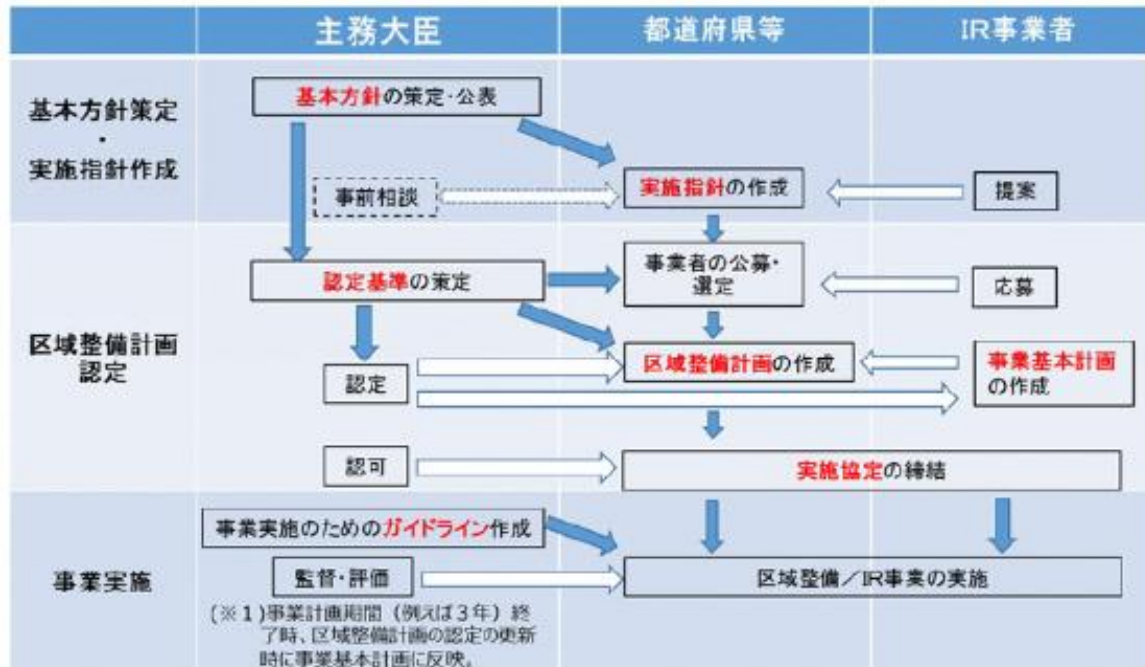 主務大臣
都道府県等
IR事業者
基本方針策定
・
実施指針作成
基本方針の策定・公表
事前相談
実施指針の作成
提案
区域整備計画
認定
認定基準の策定
事業者の公募・
選定
応募
認定
区域整備計画の作成
事業基本計画
の作成
認可
実施協定の締結
事業実施
事業実施のためのガイドライン作成
監督・評価
区域整備／IR事業の実施
(※１)事業計画期間（例えば３年）終
了時、区域整備計画の認定の更新
時に事業基本計画に反映。